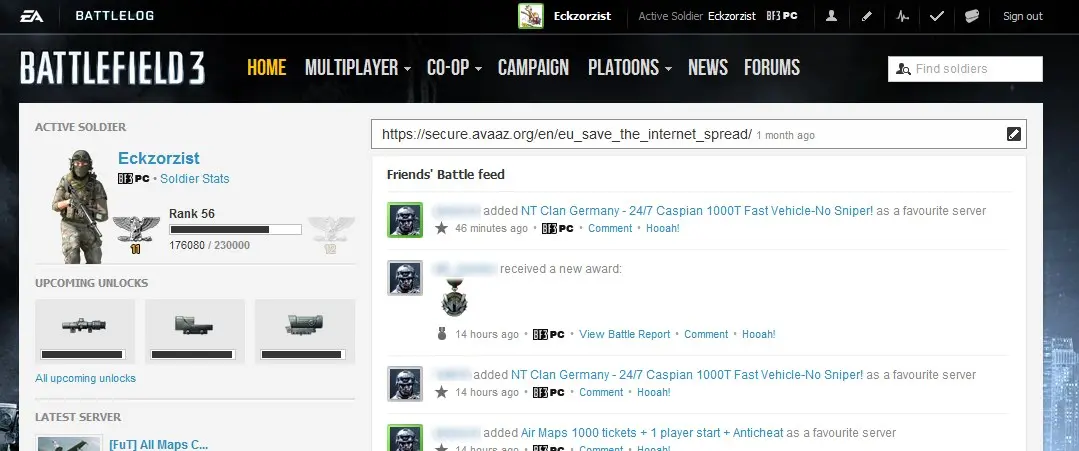 EA BATTLELOG Eckzorzist Active Soldier Eckzorzist BF3 PC Sign out
BATTLEFIELD 3 HOME MULTIPLAYER CO-OP CAMPAIGN PLATOONS NEWS FORUMS Find soldiers
ACTIVE SOLDIER
Eckzorzist
BF3 PC • Soldier Stats
Rank 56
11 12
176080 / 230000
UPCOMING UNLOCKS
All upcoming unlocks
LATEST SERVER
[FuT] All Maps C...
https://secure.avaaz.org/en/eu_save_the_internet_spread/ 1 month ago
Friends' Battle feed
added NT Clan Germany - 24/7 Caspian 1000T Fast Vehicle-No Sniper! as a favourite server
46 minutes ago • BF3 PC • Comment • Hooah!
received a new award:
14 hours ago • BF3 PC • View Battle Report • Comment • Hooah!
added NT Clan Germany - 24/7 Caspian 1000T Fast Vehicle-No Sniper! as a favourite server
14 hours ago • BF3 PC • Comment • Hooah!
added Air Maps 1000 tickets + 1 player start + Anticheat as a favourite server
14 hours ago • BF3 PC • Comment • Hooah!